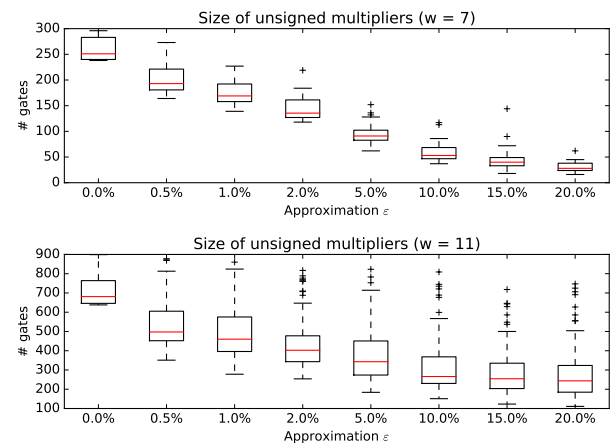 Size of unsigned multipliers (w = 7)
300
250
200
150
100
50
0
# gates
0.0% 0.5% 1.0% 2.0% 5.0% 10.0% 15.0% 20.0%
Approximation ε
Size of unsigned multipliers (w = 11)
900
800
700
600
500
400
300
200
100
# gates
0.0% 0.5% 1.0% 2.0% 5.0% 10.0% 15.0% 20.0%
Approximation ε